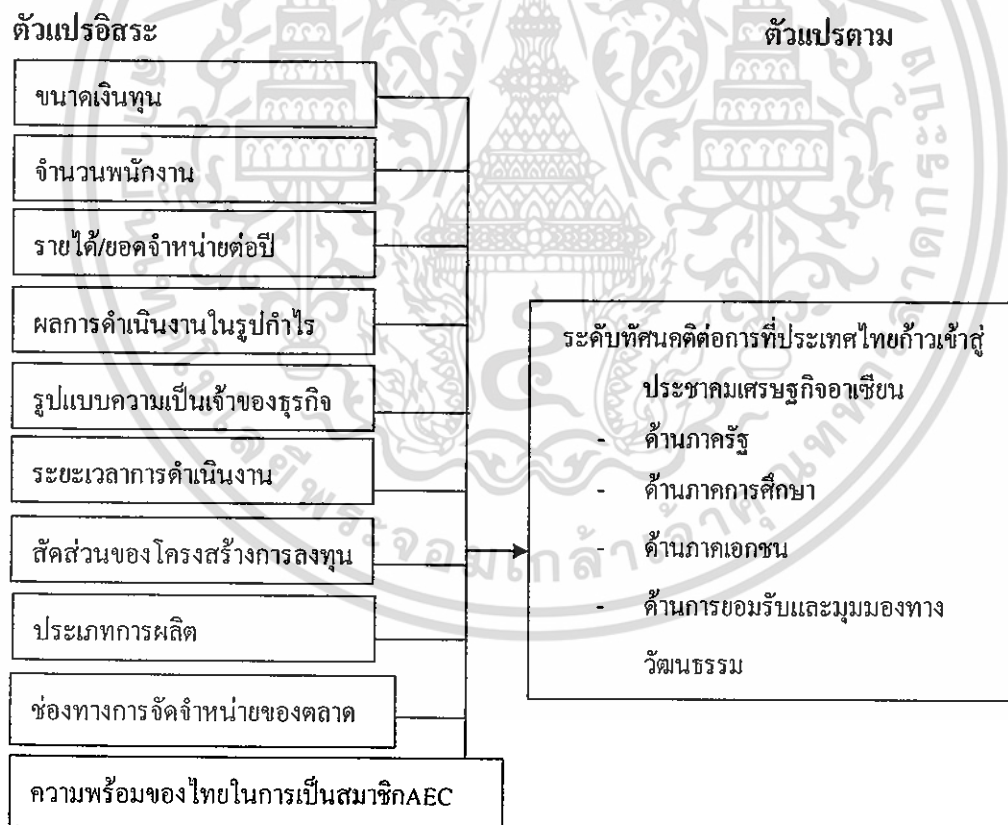 ตัวแปรอิสระ
ตัวแปรตาม
ขนาดเงินทุน
จำนวนพนักงาน
รายได้/ยอดจำหน่ายต่อปี
ผลการดำเนินงานในรูปกำไร
รูปแบบความเป็นเจ้าของธุรกิจ
ระยะเวลาการดำเนินงาน
สัดส่วนของโครงสร้างการลงทุน
ประเภทการผลิต
ช่องทางการจัดจำหน่ายของตลาด
ความพร้อมของไทยในการเป็นสมาชิกAEC
ระดับทัศนคติต่อการที่ประเทศไทยก้าวเข้าสู่
ประชาคมเศรษฐกิจอาเซียน
- ด้านภาครัฐ
- ด้านภาคการศึกษา
- ด้านภาคเอกชน
- ด้านการยอมรับและมุมมองทาง
วัฒนธรรม